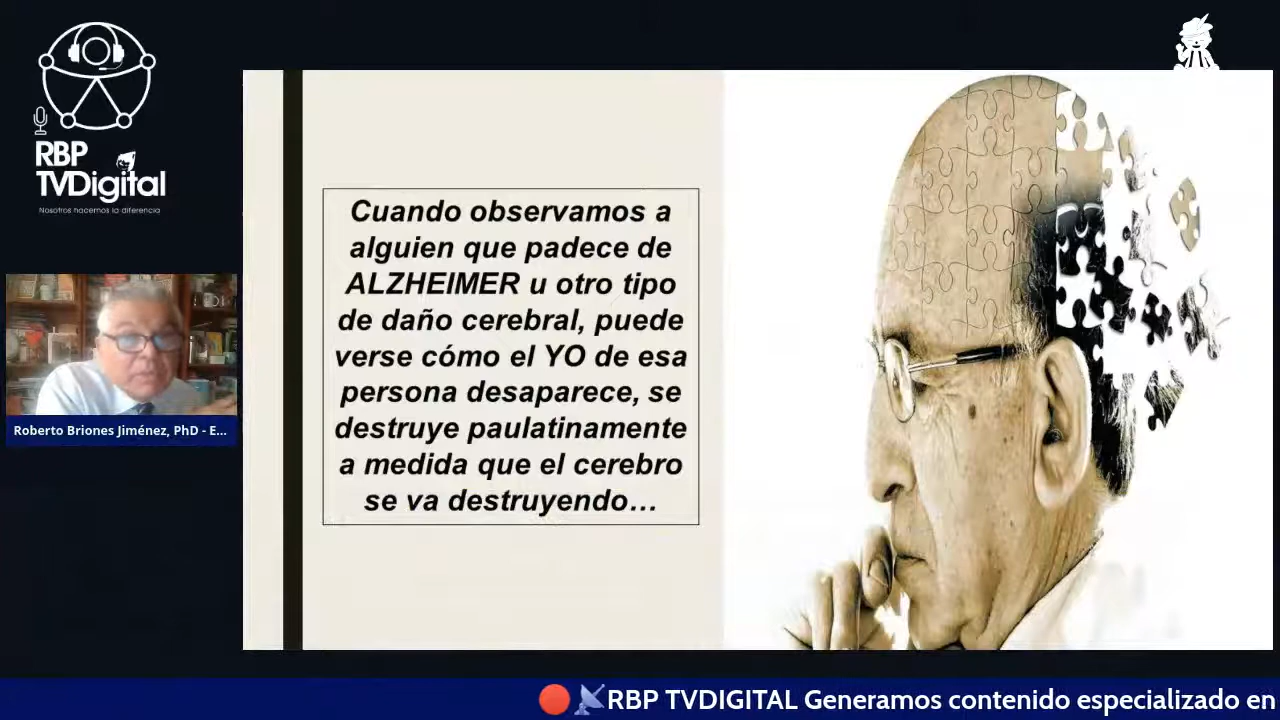 RBP
TVDigital
Nosotros hacemos la diferencia
Cuando observamos a
alguien que padece de
ALZHEIMER u otro tipo
de daño cerebral, puede
verse cómo el YO de esa
persona desaparece, se
destruye paulatinamente
a medida que el cerebro
se va destruyendo…
Roberto Briones Jiménez, PhD - E...
RBP TVDIGITAL Generamos contenido especializado en